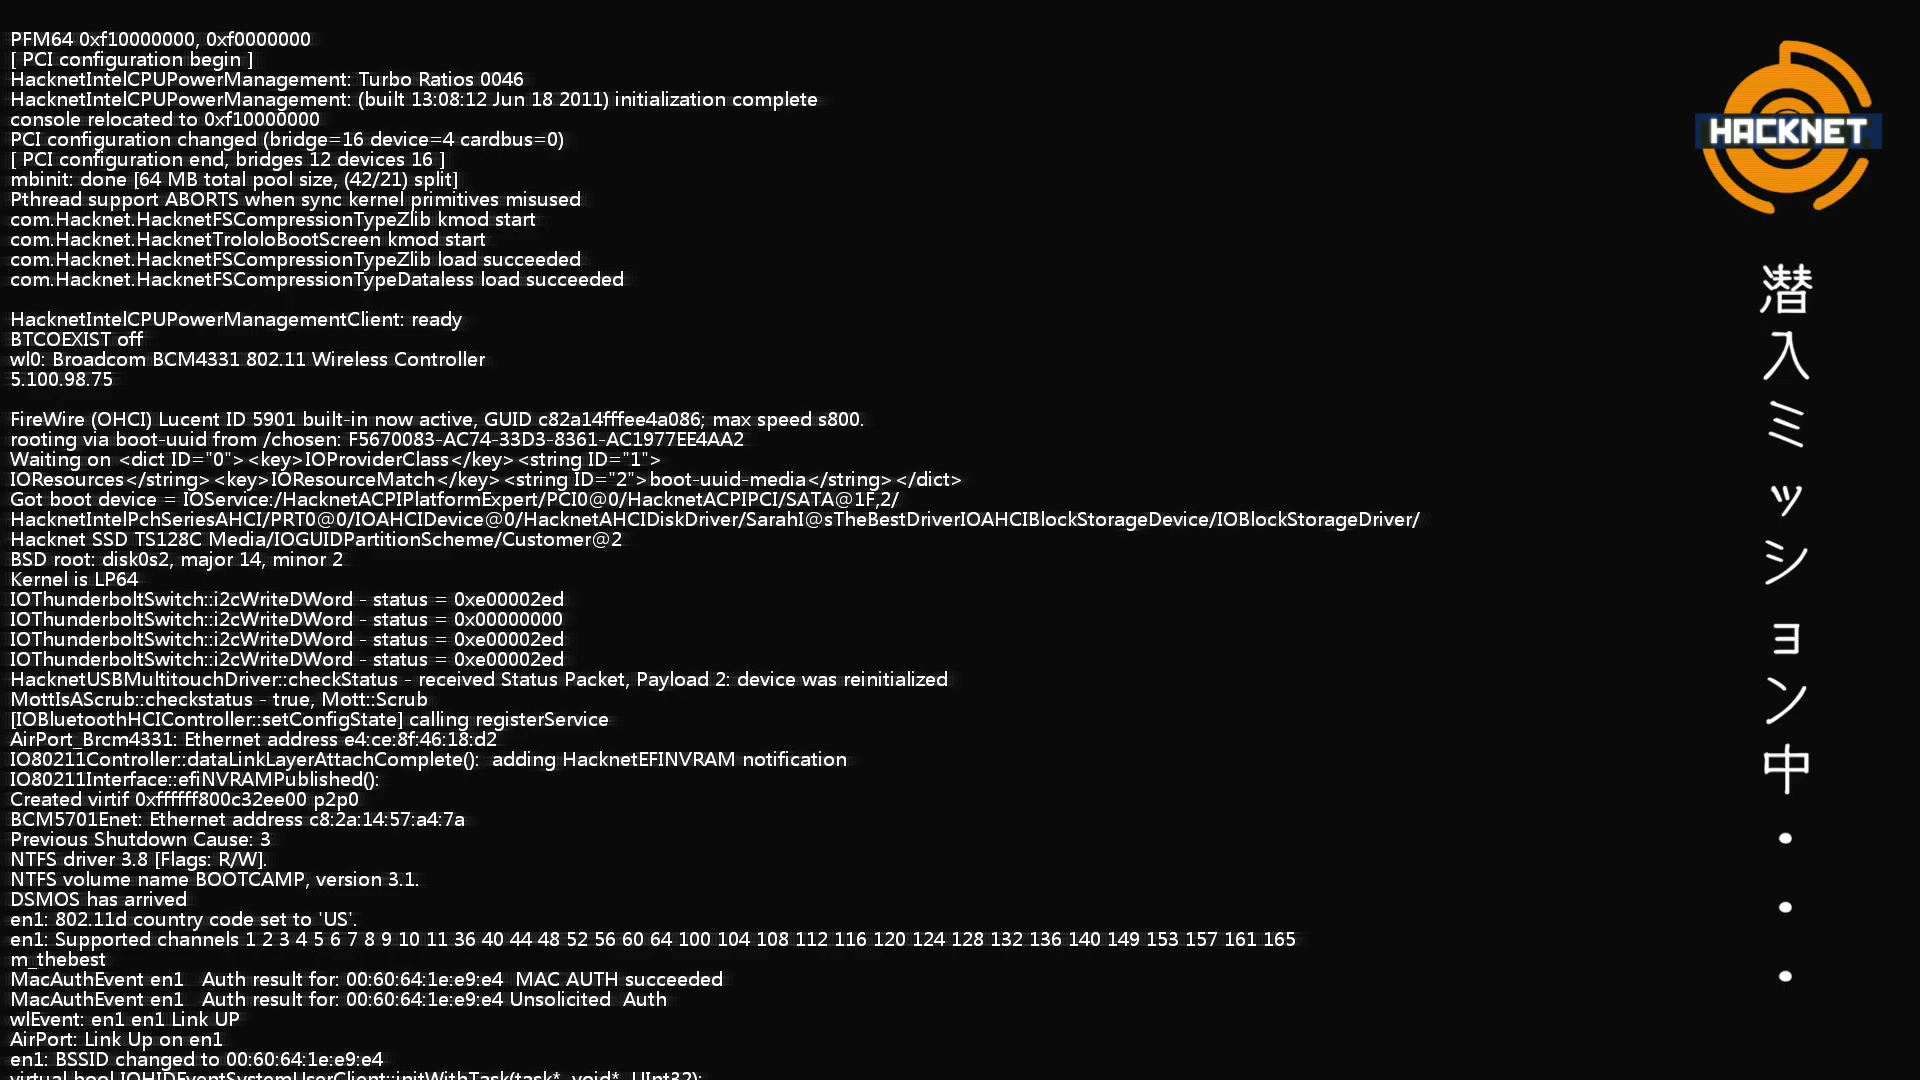 PFM64 0xf10000000, 0xf0000000
[ PCI configuration begin ]
HacknetIntelCPUPowerManagement: Turbo Ratios 0046
HacknetIntelCPUPowerManagement: (built 13:08:12 Jun 18 2011) initialization complete
console relocated to 0xf10000000
PCI configuration changed (bridge=16 device=4 cardbus=0)
[ PCI configuration end, bridges 12 devices 16 ]
mbinit: done [64 MB total pool size, (42/21) split]
Pthread support ABORTS when sync kernel primitives misused
com.Hacknet.HacknetFSCompressionTypeZlib kmod start
com.Hacknet.HacknetTrololoBootScreen kmod start
com.Hacknet.HacknetFSCompressionTypeZlib load succeeded
com.Hacknet.HacknetFSCompressionTypeDataless load succeeded
HacknetIntelCPUPowerManagementClient: ready
BTCOEXIST off
wl0: Broadcom BCM4331 802.11 Wireless Controller
5.100.98.75
FireWire (OHCI) Lucent ID 5901 built-in now active, GUID c82a14fffee4a086; max speed s800.
rooting via boot-uuid from /chosen: F5670083-AC74-33D3-8361-AC1977EE4AA2
Waiting on <dict ID="0"><key>IOProviderClass</key><string ID="1">
IOResources</string><key>IOResourceMatch</key><string ID="2">boot-uuid-media</string></dict>
Got boot device = IOService:/HacknetACPIPlatformExpert/PCI0@0/HacknetACPIPCI/SATA@1F,2/
HacknetIntelPchSeriesAHCI/PRT0@0/IOAHCIDevice@0/HacknetAHCIDiskDriver/SarahI@sTheBestDriverIOAHCIBlockStorageDevice/IOBlockStorageDriver/
Hacknet SSD TS128C Media/IOGUIDPartitionScheme/Customer@2
BSD root: disk0s2, major 14, minor 2
Kernel is LP64
IOThunderboltSwitch::i2cWriteDWord - status = 0xe00002ed
IOThunderboltSwitch::i2cWriteDWord - status = 0x00000000
IOThunderboltSwitch::i2cWriteDWord - status = 0xe00002ed
IOThunderboltSwitch::i2cWriteDWord - status = 0xe00002ed
HacknetUSBMultitouchDriver::checkStatus - received Status Packet, Payload 2: device was reinitialized
MottIsAScrub::checkstatus - true, Mott::Scrub
[IOBluetoothHCIController::setConfigState] calling registerService
AirPort_Brcm4331: Ethernet address e4:ce:8f:46:18:d2
IO80211Controller::dataLinkLayerAttachComplete():  adding HacknetEFINVRAM notification
IO80211Interface::efiNVRAMPublished():
Created virtif 0xffffff800c32ee00 p2p0
BCM5701Enet: Ethernet address c8:2a:14:57:a4:7a
Previous Shutdown Cause: 3
NTFS driver 3.8 [Flags: R/W].
NTFS volume name BOOTCAMP, version 3.1.
DSMOS has arrived
en1: 802.11d country code set to 'US'.
en1: Supported channels 1 2 3 4 5 6 7 8 9 10 11 36 40 44 48 52 56 60 64 100 104 108 112 116 120 124 128 132 136 140 149 153 157 161 165
m_thebest
MacAuthEvent en1   Auth result for: 00:60:64:1e:e9:e4  MAC AUTH succeeded
MacAuthEvent en1   Auth result for: 00:60:64:1e:e9:e4 Unsolicited  Auth
wlEvent: en1 en1 Link UP
AirPort: Link Up on en1
en1: BSSID changed to 00:60:64:1e:e9:e4
virtual bool IOHIDEventSystemUserClient::initWithTask(task*, void*, UInt32):
HACKNET
潜入ミッション中・・・